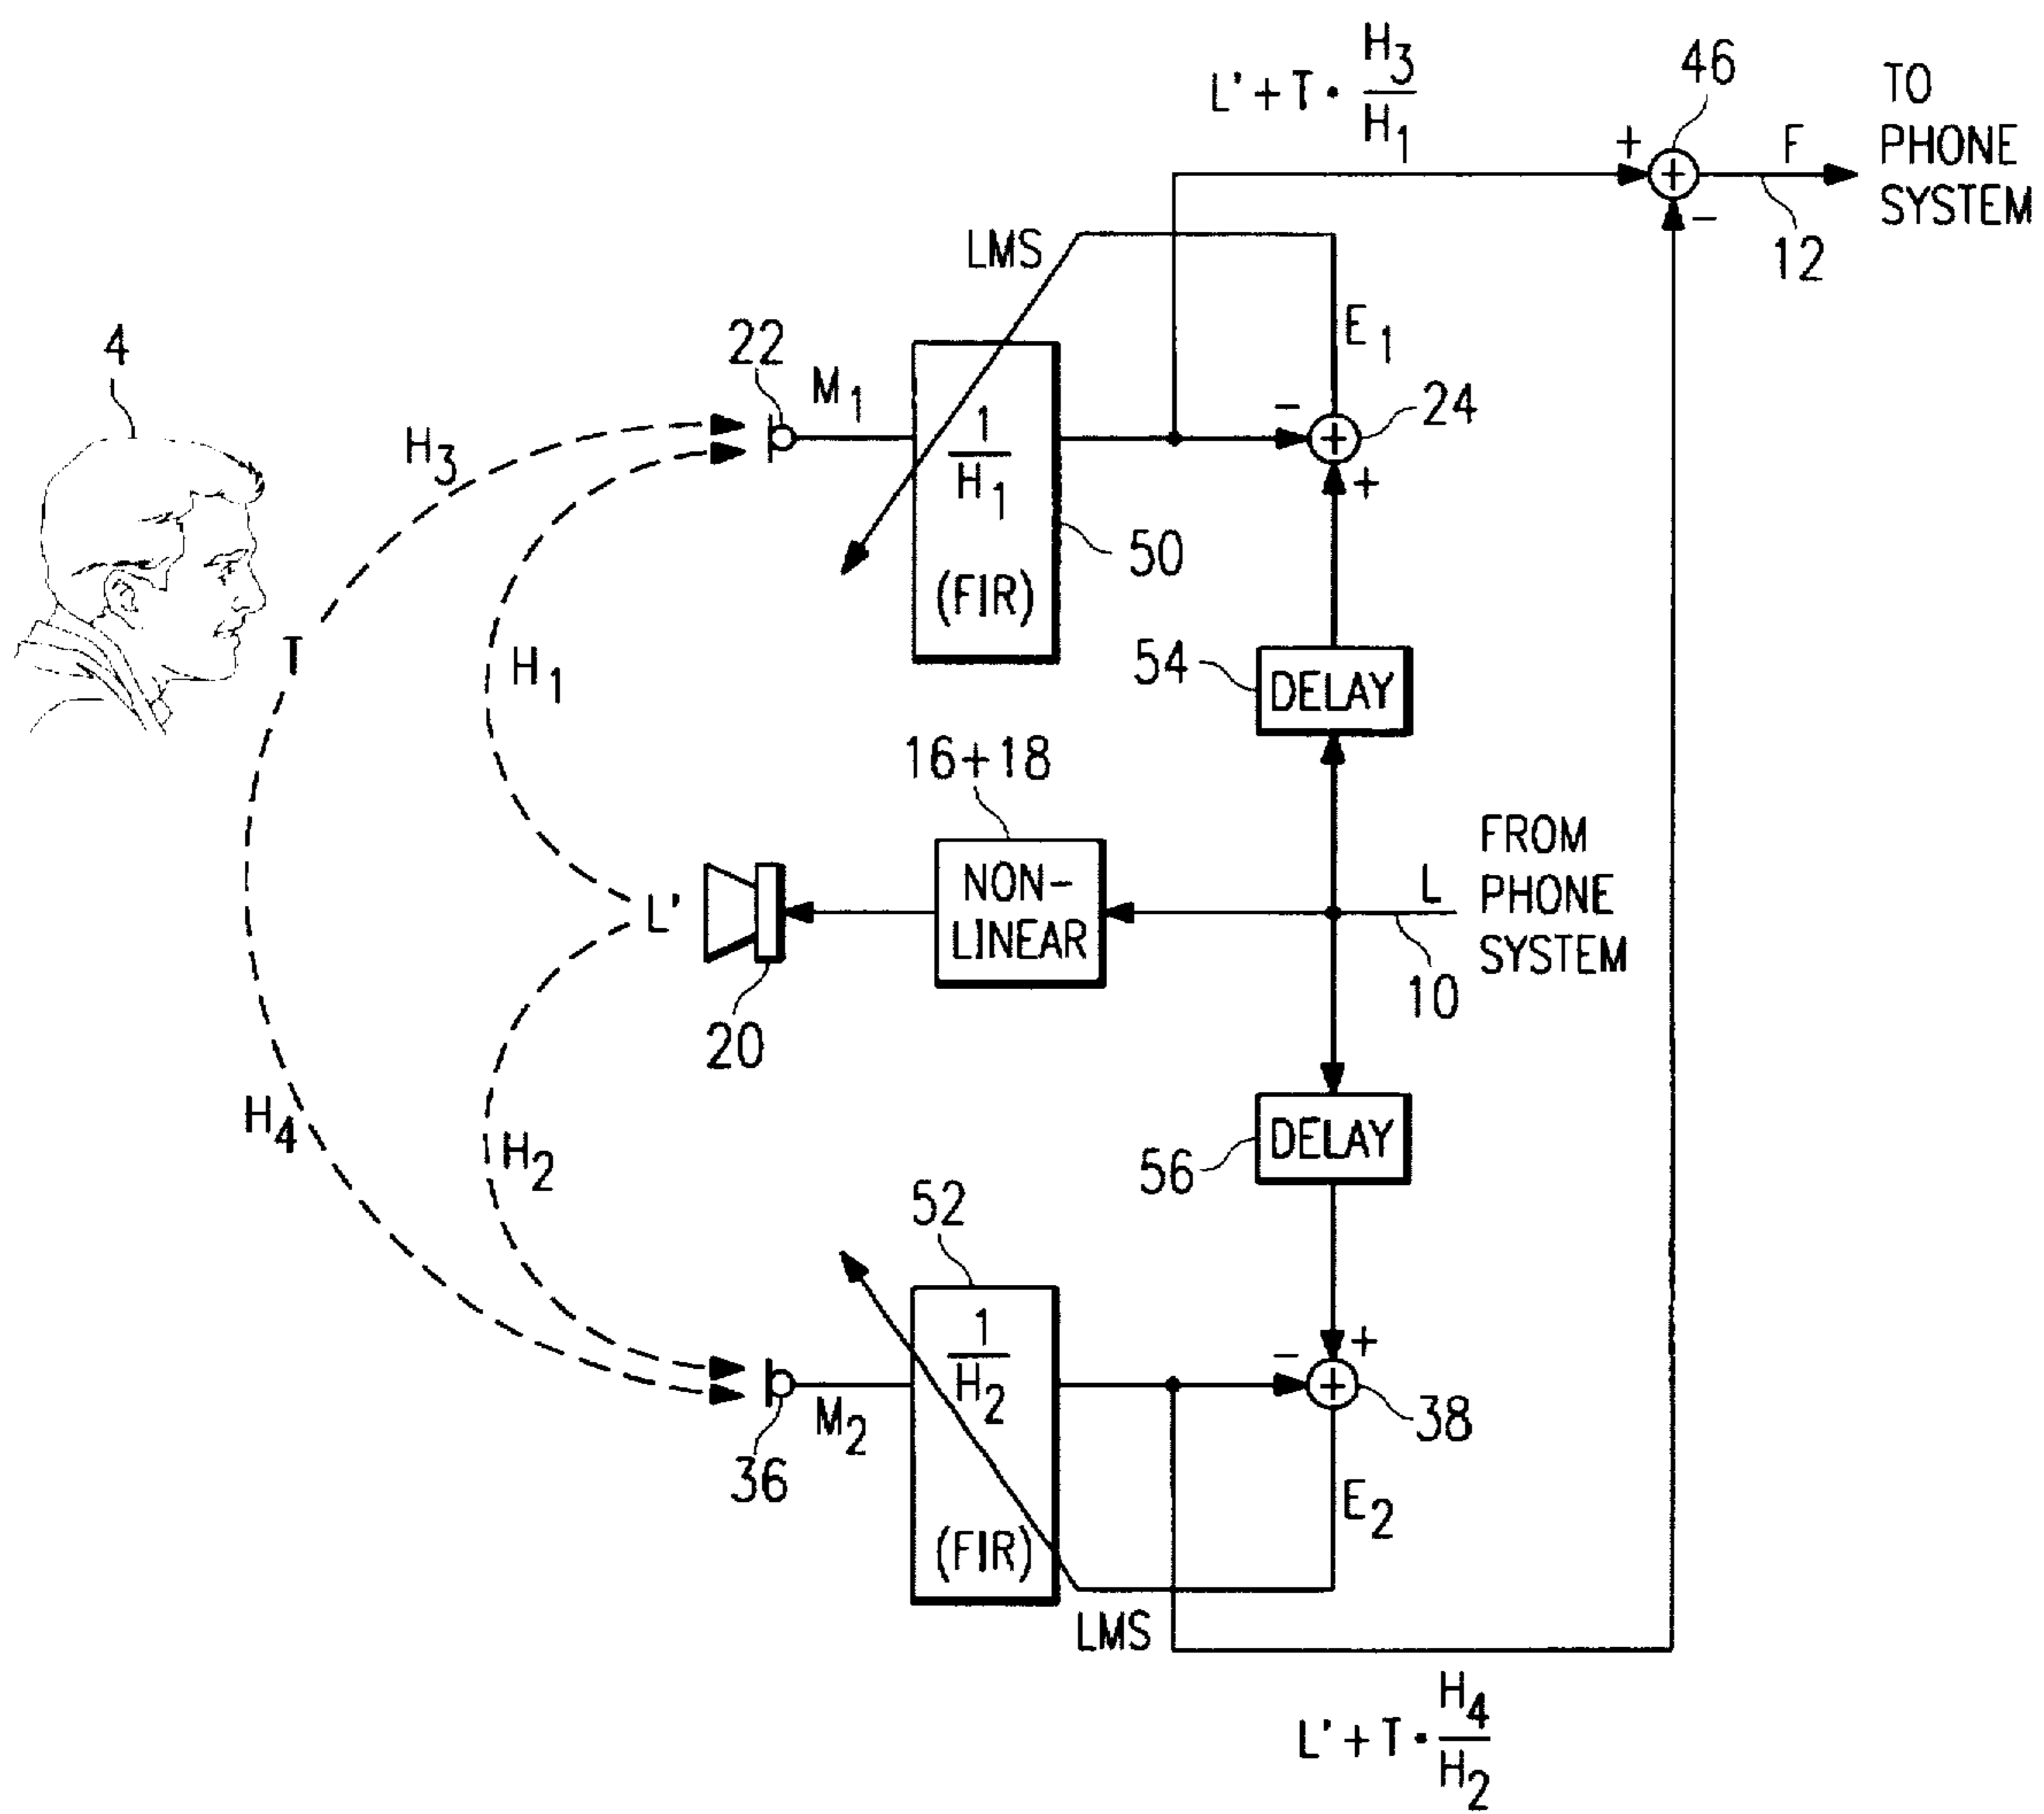 L' + T • H3/H1
46
TO
PHONE
SYSTEM
+
+
F
−
12
LMS
E1
4
22
M1
H3
1/H1
−
+
24
+
50
(FIR)
T
H1
54
DELAY
16+18
NON-
LINEAR
L'
L
FROM
PHONE
SYSTEM
10
20
H4
H2
DELAY
56
52
1/H2
−
+
+
38
M2
36
E2
(FIR)
LMS
L' + T • H4/H2